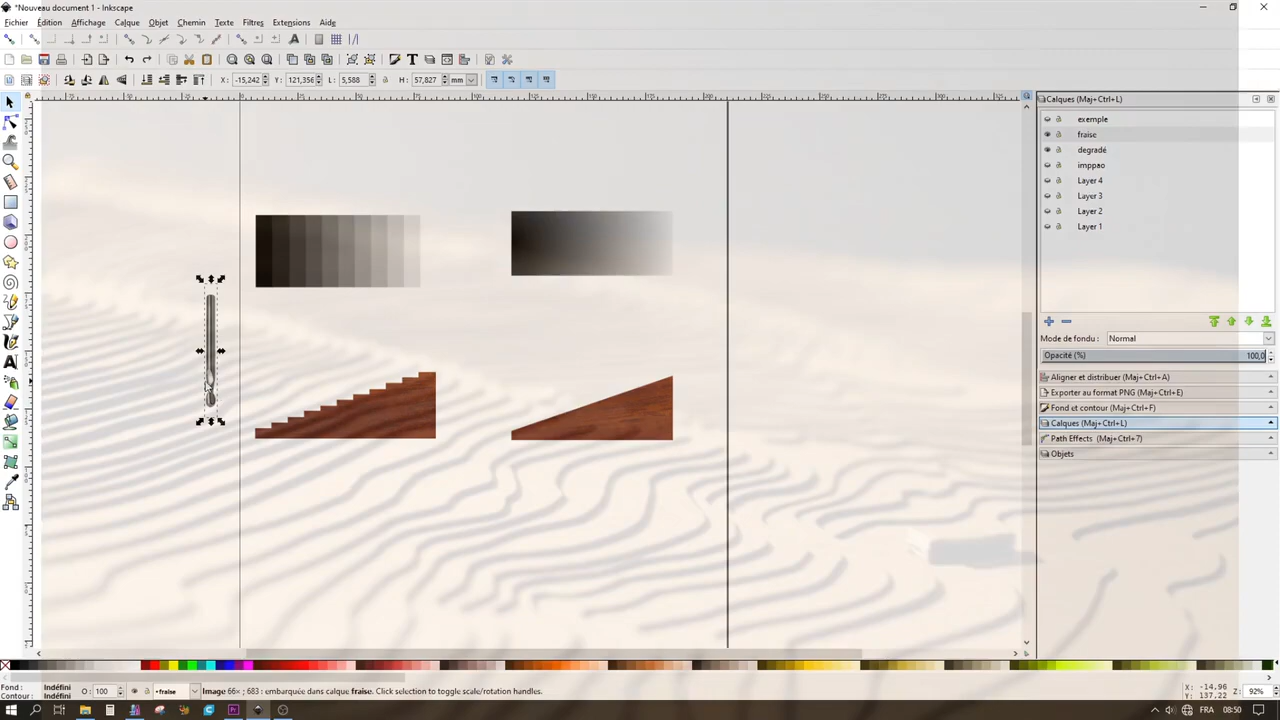 *Nouveau document 1 - Inkscape
Fichier Édition Affichage Calque Objet Chemin Texte Filtres Extensions Aide
X : -15,242 Y : 121,356 L : 5,588 H : 57,827 mm
Calques (Maj+Ctrl+L)
exemple
fraise
degradé
imppao
Layer 4
Layer 3
Layer 2
Layer 1
Mode de fondu : Normal
Opacité (%) 100,0
Aligner et distribuer (Maj+Ctrl+A)
Exporter au format PNG (Maj+Ctrl+E)
Fond et contour (Maj+Ctrl+F)
Calques (Maj+Ctrl+L)
Path Effects (Maj+Ctrl+7)
Objets
Fond : Indéfini
Contour : Indéfini
O : 100
•fraise
Image 66 × ; 683 : embarquée dans calque fraise. Click selection to toggle scale/rotation handles.
X : -14,96
Y : 137,22
Z : 92%
FRA 08:50